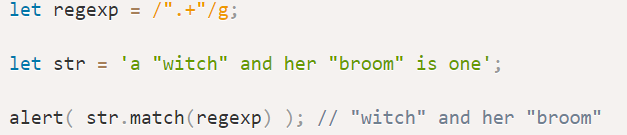 let regexp = /".+"/g;
let str = 'a "witch" and her "broom" is one';
alert( str.match(regexp) ); // "witch" and her "broom"